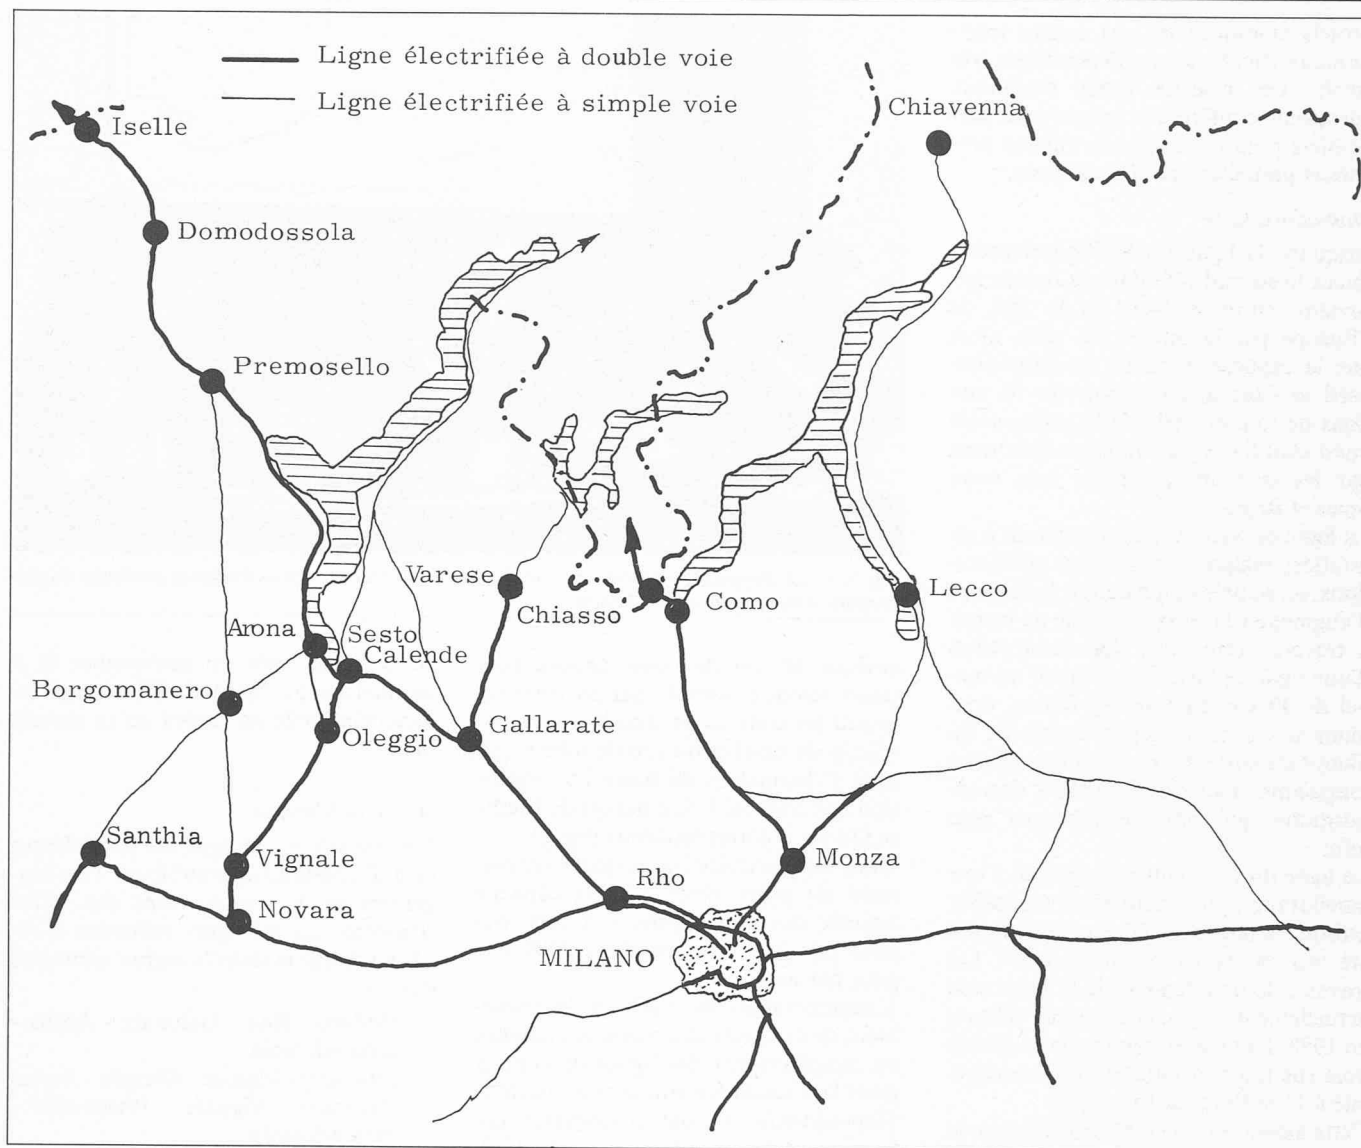 Ligne électrifiée à double voie
Ligne électrifiée à simple voie
Chiavenna
Iselle
Domodossola
Premosello
Varese
Chiasso
Como
Lecco
Arona
Sesto
Calende
Borgomanero
Oleggio
Gallarate
Santhia
Vignale
Monza
Rho
Novara
MILANO